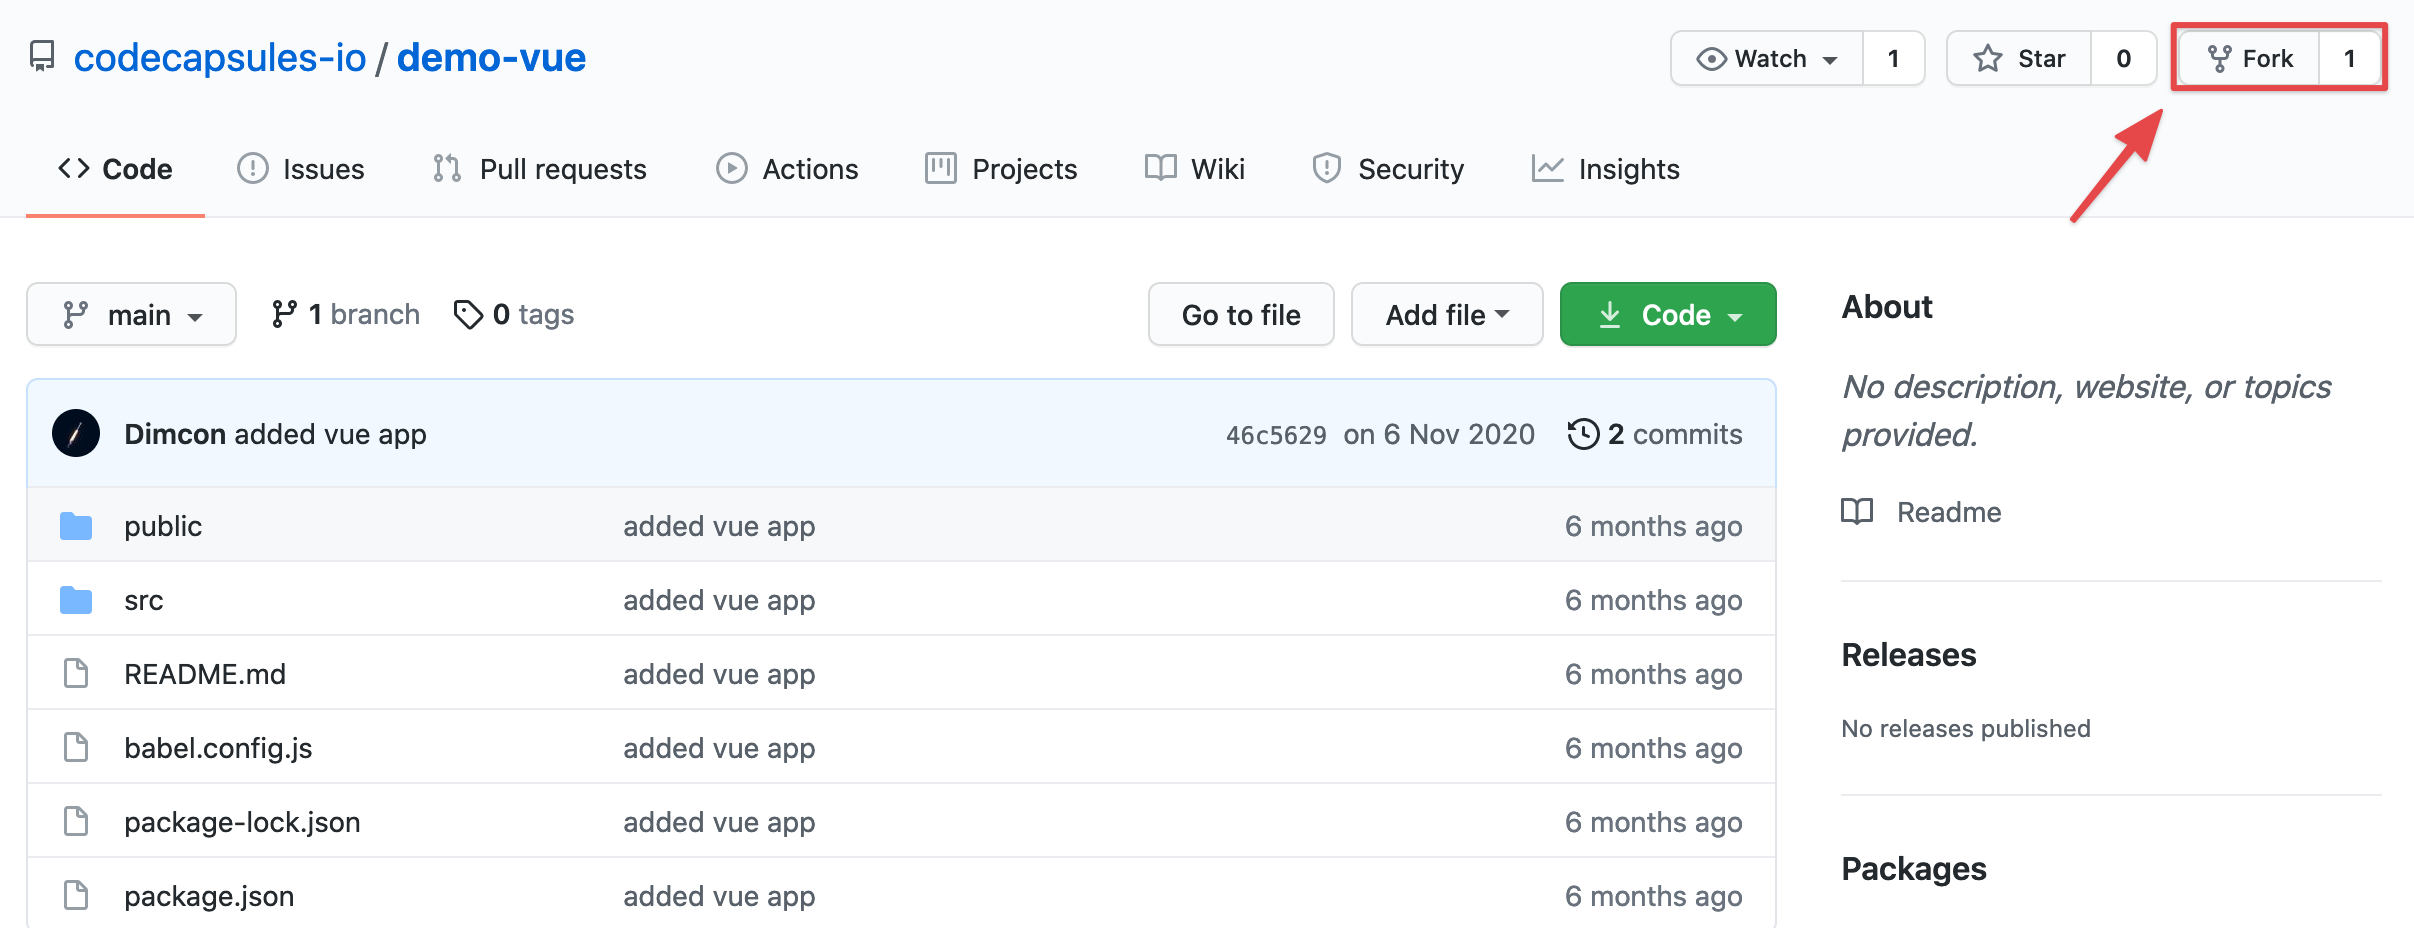 codecapsules-io / demo-vue
Watch 1 Star 0 Fork 1
Code Issues Pull requests Actions Projects Wiki Security Insights
main 1 branch 0 tags Go to file Add file Code
Dimcon added vue app 46c5629 on 6 Nov 2020 2 commits
public added vue app 6 months ago
src added vue app 6 months ago
README.md added vue app 6 months ago
babel.config.js added vue app 6 months ago
package-lock.json added vue app 6 months ago
package.json added vue app 6 months ago
About
No description, website, or topics
provided.
Readme
Releases
No releases published
Packages